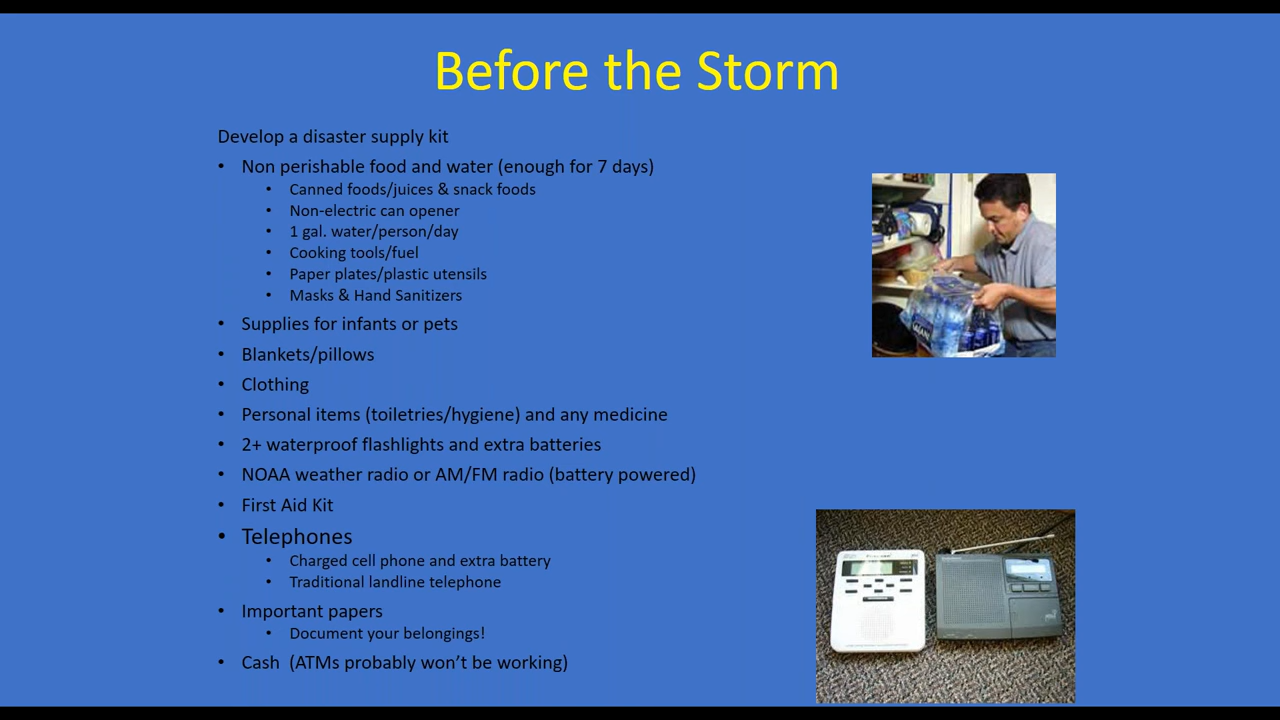 Before the Storm
Develop a disaster supply kit
• Non perishable food and water (enough for 7 days)
• Canned foods/juices & snack foods
• Non-electric can opener
• 1 gal. water/person/day
• Cooking tools/fuel
• Paper plates/plastic utensils
• Masks & Hand Sanitizers
• Supplies for infants or pets
• Blankets/pillows
• Clothing
• Personal items (toiletries/hygiene) and any medicine
• 2+ waterproof flashlights and extra batteries
• NOAA weather radio or AM/FM radio (battery powered)
• First Aid Kit
• Telephones
• Charged cell phone and extra battery
• Traditional landline telephone
• Important papers
• Document your belongings!
• Cash  (ATMs probably won’t be working)